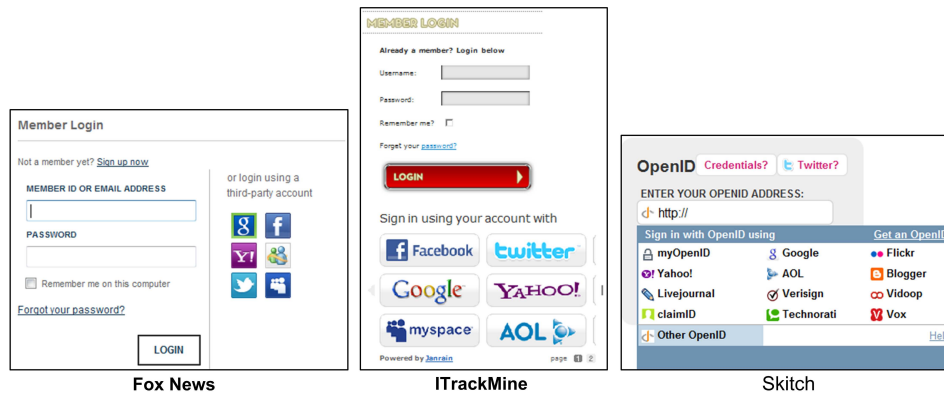 Member Login
Not a member yet? Sign up now
MEMBER ID OR EMAIL ADDRESS
PASSWORD
Remember me on this computer
Forgot your password?
LOGIN
or login using a
third-party account
g f
Y!
Fox News
MEMBER LOGIN
Already a member? Login below
Username:
Password:
Remember me?
Forget your password?
LOGIN
Sign in using your account with
f Facebook twitter
Google YAHOO!
myspace AOL
Powered by Janrain page 1 2
ITrackMine
OpenID Credentials? t Twitter?
ENTER YOUR OPENID ADDRESS:
http://
Sign in with OpenID using Get an OpenID
myOpenID g Google Flickr
Y! Yahoo! AOL B Blogger
Livejournal Verisign Vidoop
claimID Technorati V Vox
Other OpenID Hel
Skitch